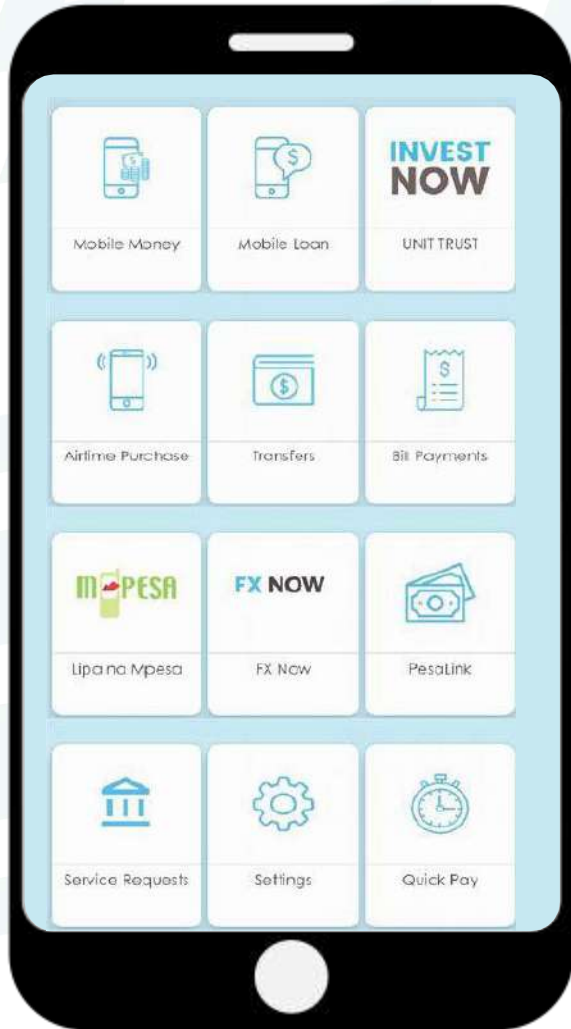 INVEST
NOW
Mobile Money
Mobile Loan
UNIT TRUST
Airtime Purchase
Transfers
Bill Payments
M-PESA
FX NOW
Lipa na Mpesa
FX Now
PesaLink
Service Requests
Settings
Quick Pay